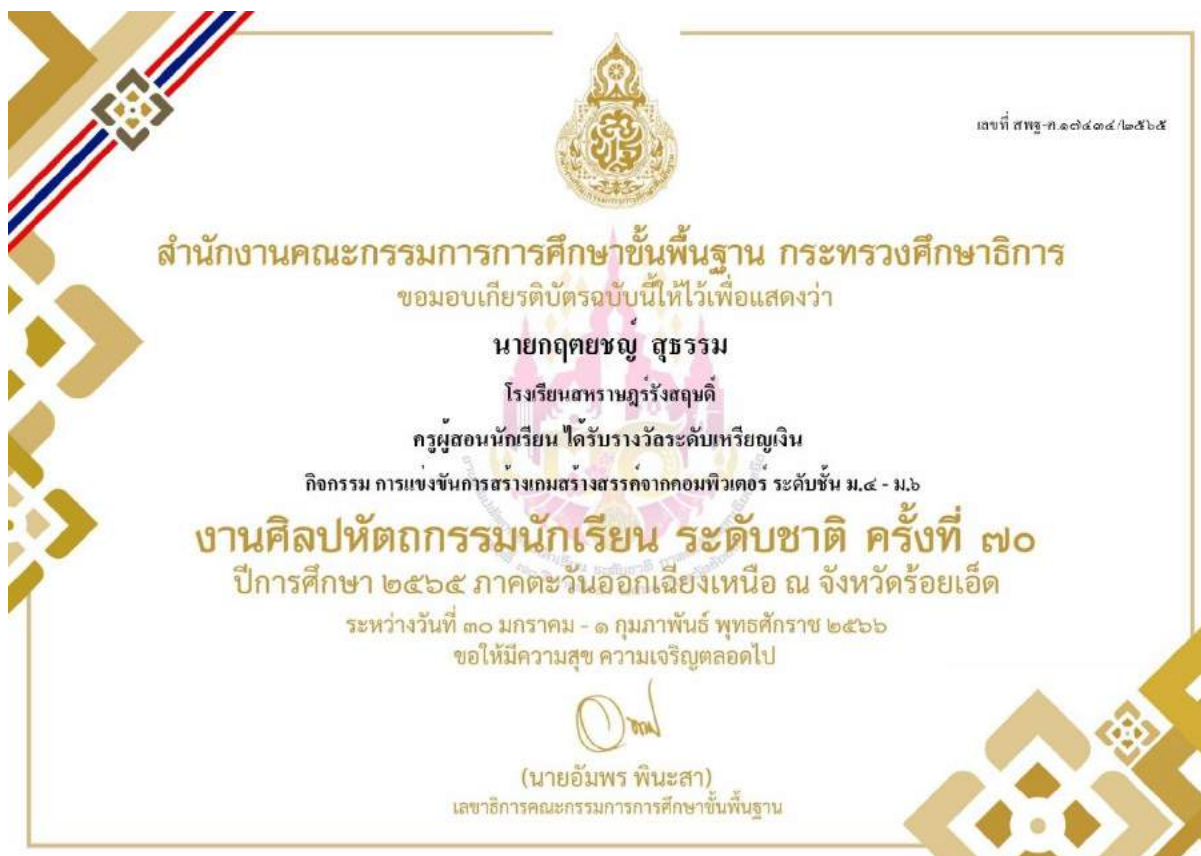 เลขที่ สพฐ-ค.๑๗๔๓๔/๒๕๖๕
สำนักงานคณะกรรมการการศึกษาขั้นพื้นฐาน กระทรวงศึกษาธิการ
ขอมอบเกียรติบัตรฉบับนี้ให้ไว้เพื่อแสดงว่า
นายกฤตยชญ์ สุธรรม
โรงเรียนสหราษฎร์รังสฤษดิ์
ครูผู้สอนนักเรียน ได้รับรางวัลระดับเหรียญเงิน
กิจกรรม การแข่งขันการสร้างเกมสร้างสรรค์จากคอมพิวเตอร์ ระดับชั้น ม.๔ - ม.๖
งานศิลปหัตถกรรมนักเรียน ระดับชาติ ครั้งที่ ๗๐
ปีการศึกษา ๒๕๖๕ ภาคตะวันออกเฉียงเหนือ ณ จังหวัดร้อยเอ็ด
ระหว่างวันที่ ๓๐ มกราคม - ๑ กุมภาพันธ์ พุทธศักราช ๒๕๖๖
ขอให้มีความสุข ความเจริญตลอดไป
(นายอัมพร พินะสา)
เลขาธิการคณะกรรมการการศึกษาขั้นพื้นฐาน